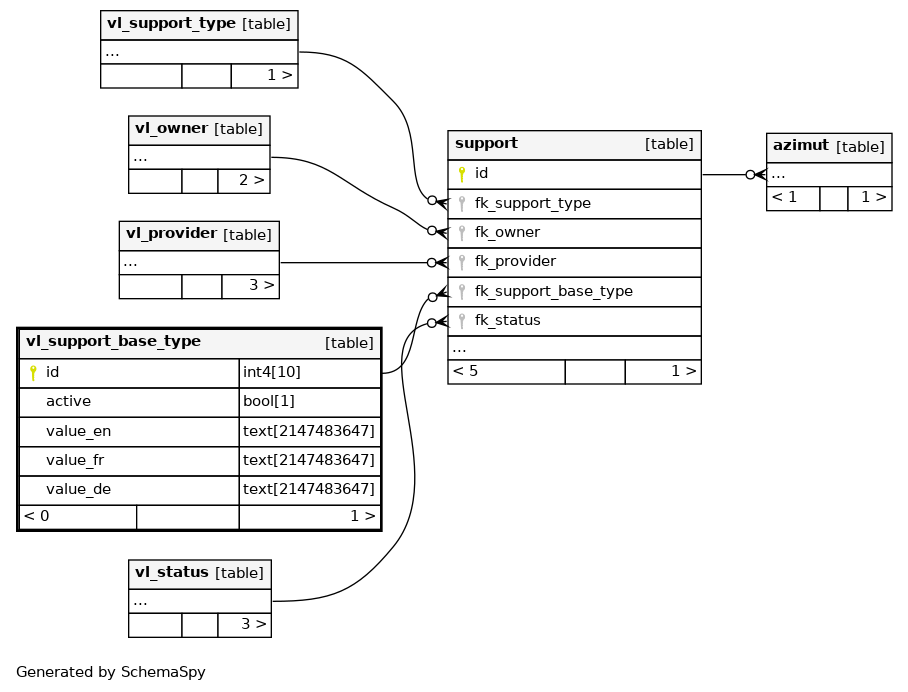 vl_support_type [table]
...
1 >
vl_owner [table]
...
2 >
vl_provider [table]
...
3 >
vl_support_base_type [table]
id int4[10]
active bool[1]
value_en text[2147483647]
value_fr text[2147483647]
value_de text[2147483647]
< 0 1 >
vl_status [table]
...
3 >
support [table]
id
fk_support_type
fk_owner
fk_provider
fk_support_base_type
fk_status
...
< 5 1 >
azimut [table]
...
< 1 1 >
Generated by SchemaSpy